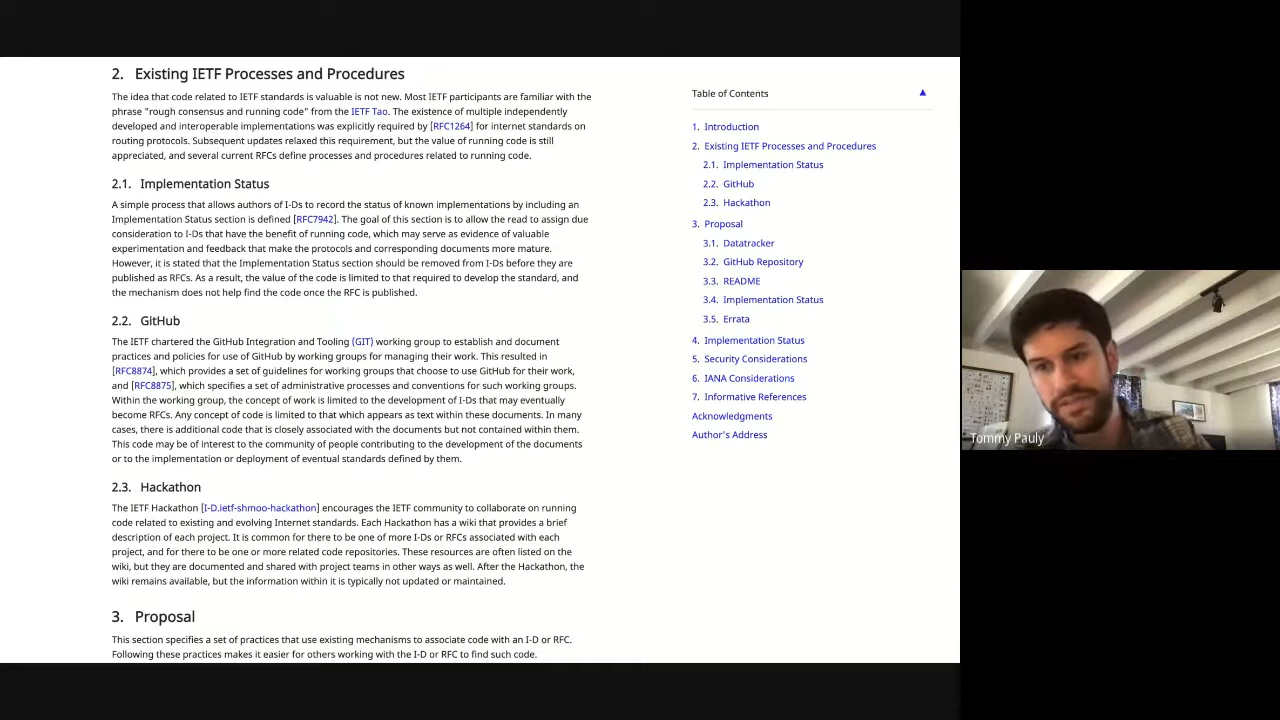 2. Existing IETF Processes and Procedures
The idea that code related to IETF standards is valuable is not new. Most IETF participants are familiar with the
phrase "rough consensus and running code" from the IETF Tao. The existence of multiple independently
developed and interoperable implementations was explicitly required by [RFC1264] for internet standards on
routing protocols. Subsequent updates relaxed this requirement, but the value of running code is still
appreciated, and several current RFCs define processes and procedures related to running code.
2.1. Implementation Status
A simple process that allows authors of I-Ds to record the status of known implementations by including an
Implementation Status section is defined [RFC7942]. The goal of this section is to allow the read to assign due
consideration to I-Ds that have the benefit of running code, which may serve as evidence of valuable
experimentation and feedback that make the protocols and corresponding documents more mature.
However, it is stated that the Implementation Status section should be removed from I-Ds before they are
published as RFCs. As a result, the value of the code is limited to that required to develop the standard, and
the mechanism does not help find the code once the RFC is published.
2.2. GitHub
The IETF chartered the GitHub Integration and Tooling (GIT) working group to establish and document
practices and policies for use of GitHub by working groups for managing their work. This resulted in
[RFC8874], which provides a set of guidelines for working groups that choose to use GitHub for their work,
and [RFC8875], which specifies a set of administrative processes and conventions for such working groups.
Within the working group, the concept of work is limited to the development of I-Ds that may eventually
become RFCs. Any concept of code is limited to that which appears as text within these documents. In many
cases, there is additional code that is closely associated with the documents but not contained within them.
This code may be of interest to the community of people contributing to the development of the documents
or to the implementation or deployment of eventual standards defined by them.
2.3. Hackathon
The IETF Hackathon [I-D.ietf-shmoo-hackathon] encourages the IETF community to collaborate on running
code related to existing and evolving Internet standards. Each Hackathon has a wiki that provides a brief
description of each project. It is common for there to be one of more I-Ds or RFCs associated with each
project, and for there to be one or more related code repositories. These resources are often listed on the
wiki, but they are documented and shared with project teams in other ways as well. After the Hackathon, the
wiki remains available, but the information within it is typically not updated or maintained.
3. Proposal
This section specifies a set of practices that use existing mechanisms to associate code with an I-D or RFC.
Following these practices makes it easier for others working with the I-D or RFC to find such code.
Table of Contents ▲
1. Introduction
2. Existing IETF Processes and Procedures
2.1. Implementation Status
2.2. GitHub
2.3. Hackathon
3. Proposal
3.1. Datatracker
3.2. GitHub Repository
3.3. README
3.4. Implementation Status
3.5. Errata
4. Implementation Status
5. Security Considerations
6. IANA Considerations
7. Informative References
Acknowledgments
Author's Address
Tommy Pauly